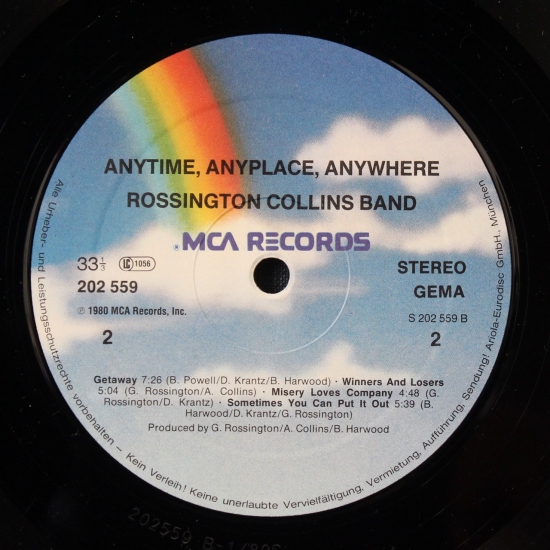 ANYTIME, ANYPLACE, ANYWHERE
ROSSINGTON COLLINS BAND
MCA RECORDS
33⅓ LC 1056
202 559
℗ 1980 MCA Records, Inc.
2
STEREO
GEMA
S 202 559 B
2
Getaway 7:26 (B. Powell/D. Krantz/B. Harwood) · Winners And Losers
5:04 (G. Rossington/A. Collins) · Misery Loves Company 4:48 (G.
Rossington/D. Krantz) · Sometimes You Can Put It Out 5:39 (B.
Harwood/D. Krantz/G. Rossington)
Produced by G. Rossington/A. Collins/B. Harwood
Alle Urheber- und Leistungsschutzrechte vorbehalten – Kein Verleih! Keine unerlaubte Vervielfältigung, Vermietung, Aufführung, Sendung! Ariola-Eurodisc GmbH., München
202559 B-1/80